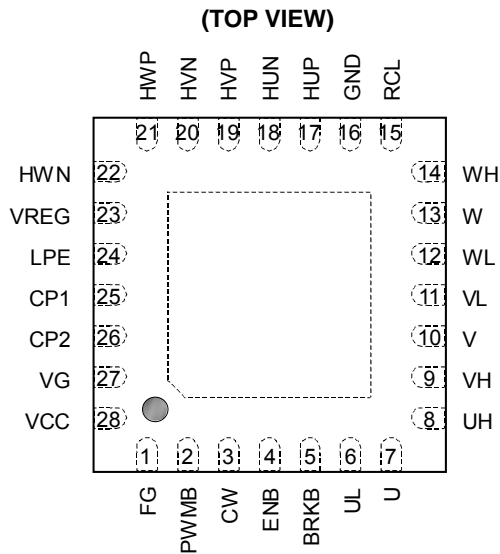 (TOP VIEW)
HWP HVN HVP HUN HUP GND RCL
21 20 19 18 17 16 15
HWN 22 14 WH
VREG 23 13 W
LPE 24 12 WL
CP1 25 11 VL
CP2 26 10 V
VG 27 9 VH
VCC 28 8 UH
1 2 3 4 5 6 7
FG PWMB CW ENB BRKB UL U